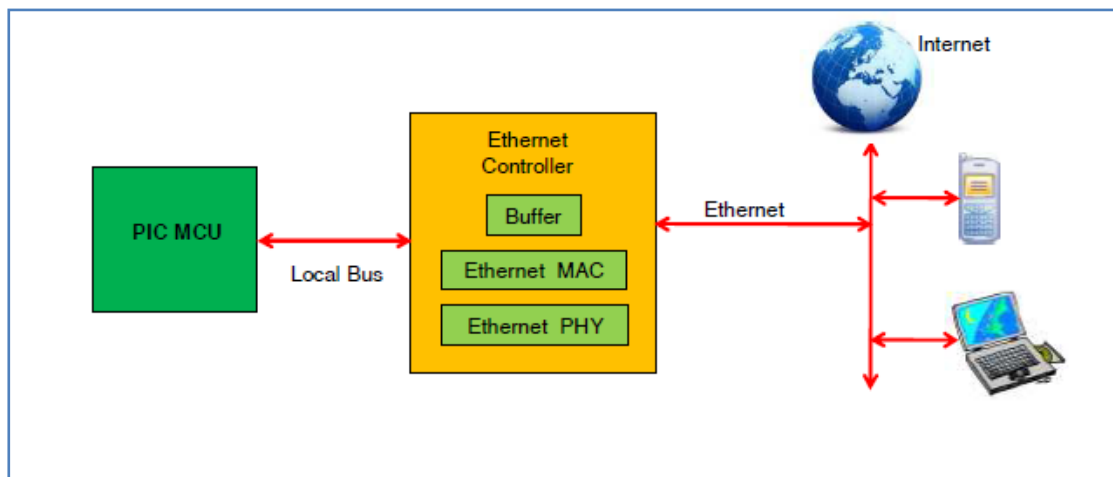 Internet
Ethernet
Controller
Buffer
Ethernet MAC
Ethernet PHY
PIC MCU
Local Bus
Ethernet